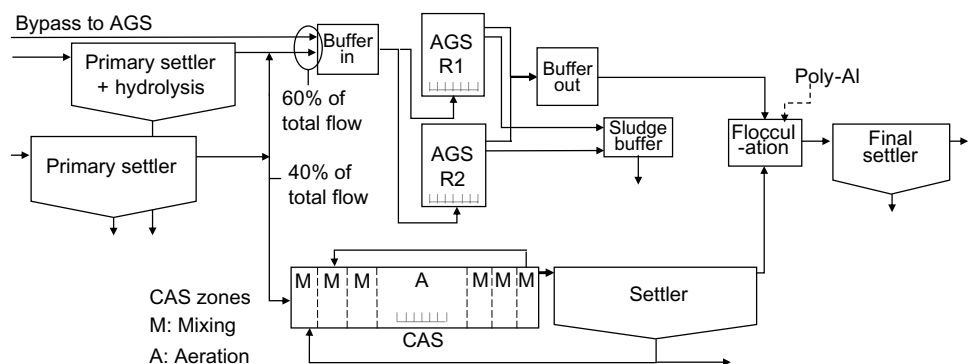 Bypass to AGS
Primary settler
+ hydrolysis
Primary settler
Buffer
in
60% of
total flow
40% of
total flow
AGS
R1
AGS
R2
Buffer
out
Sludge
buffer
Poly-Al
Floccul
-ation
Final
settler
M M M A M M M
CAS
Settler
CAS zones
M: Mixing
A: Aeration